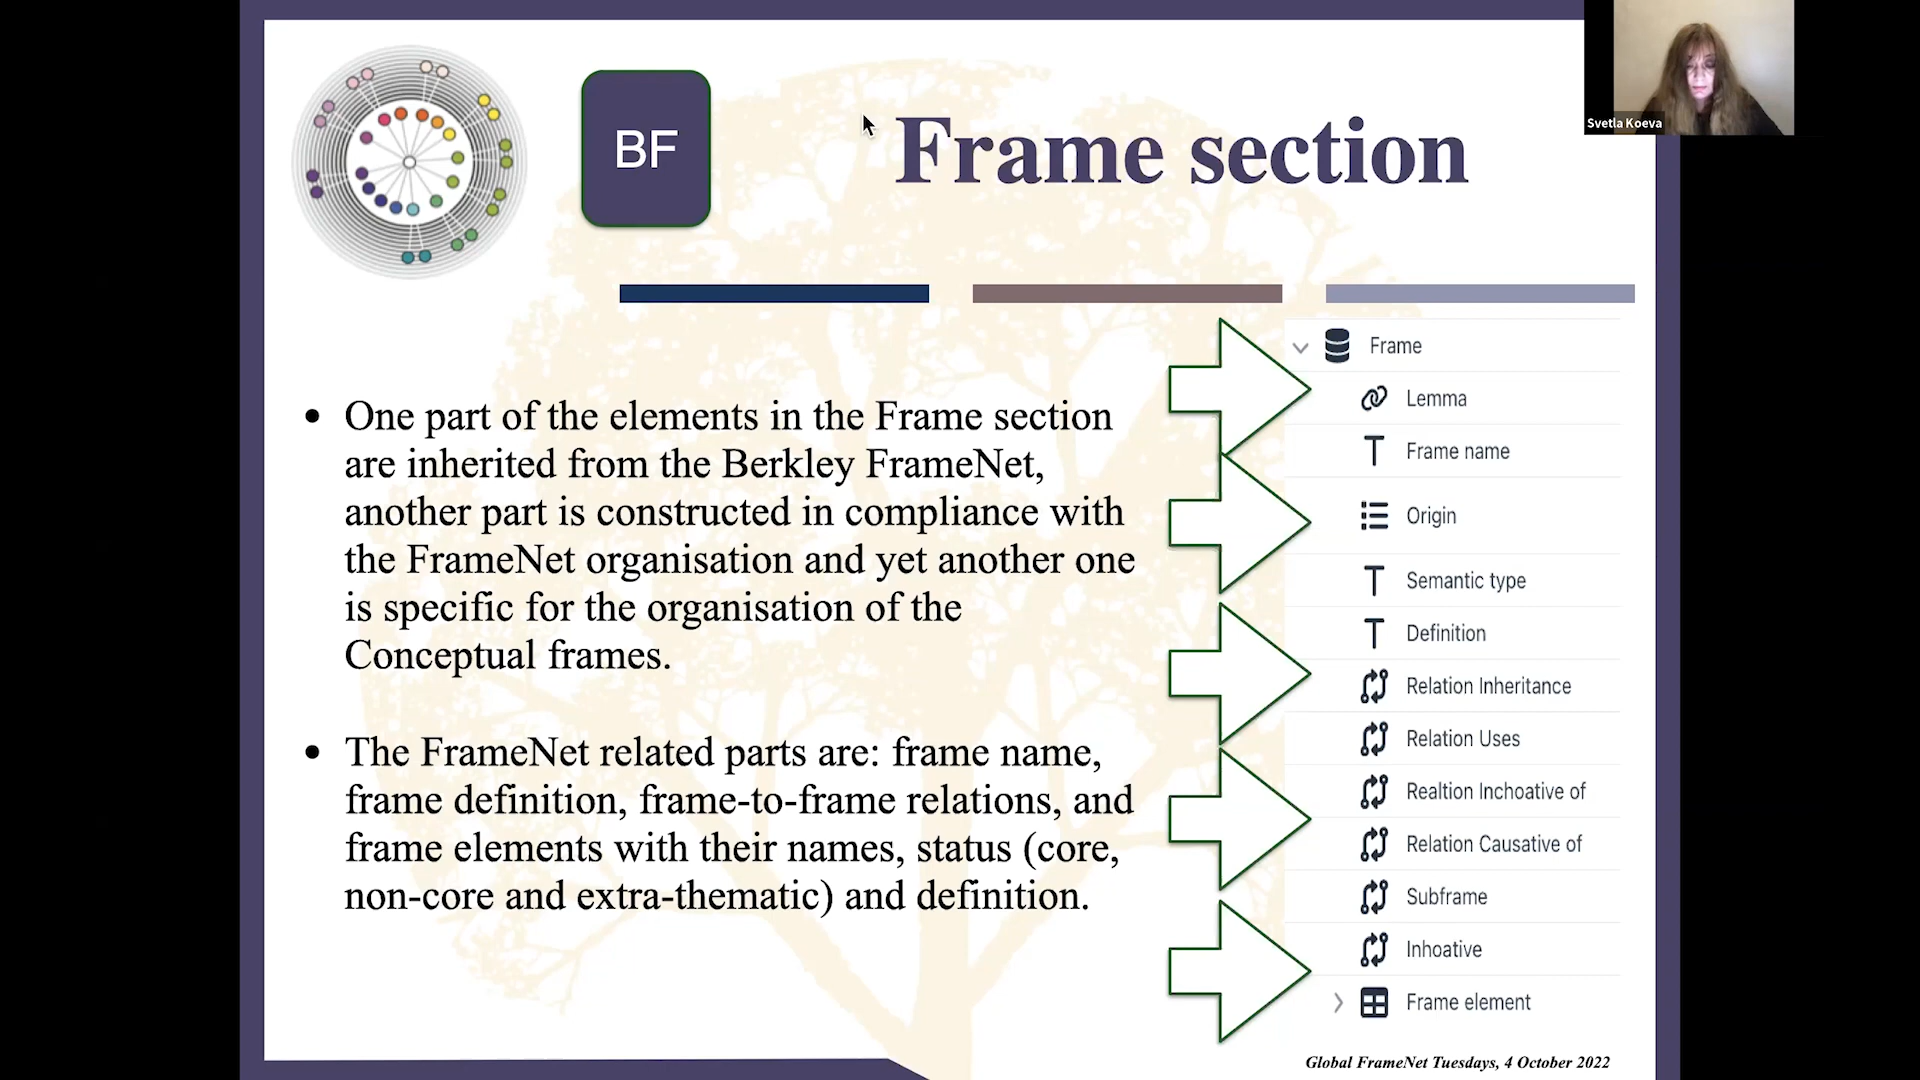 BF
Frame section
Svetla Koeva
One part of the elements in the Frame section
are inherited from the Berkley FrameNet,
another part is constructed in compliance with
the FrameNet organisation and yet another one
is specific for the organisation of the
Conceptual frames.
The FrameNet related parts are: frame name,
frame definition, frame-to-frame relations, and
frame elements with their names, status (core,
non-core and extra-thematic) and definition.
Frame
Lemma
Frame name
Origin
Semantic type
Definition
Relation Inheritance
Relation Uses
Realtion Inchoative of
Relation Causative of
Subframe
Inhoative
Frame element
Global FrameNet Tuesdays, 4 October 2022